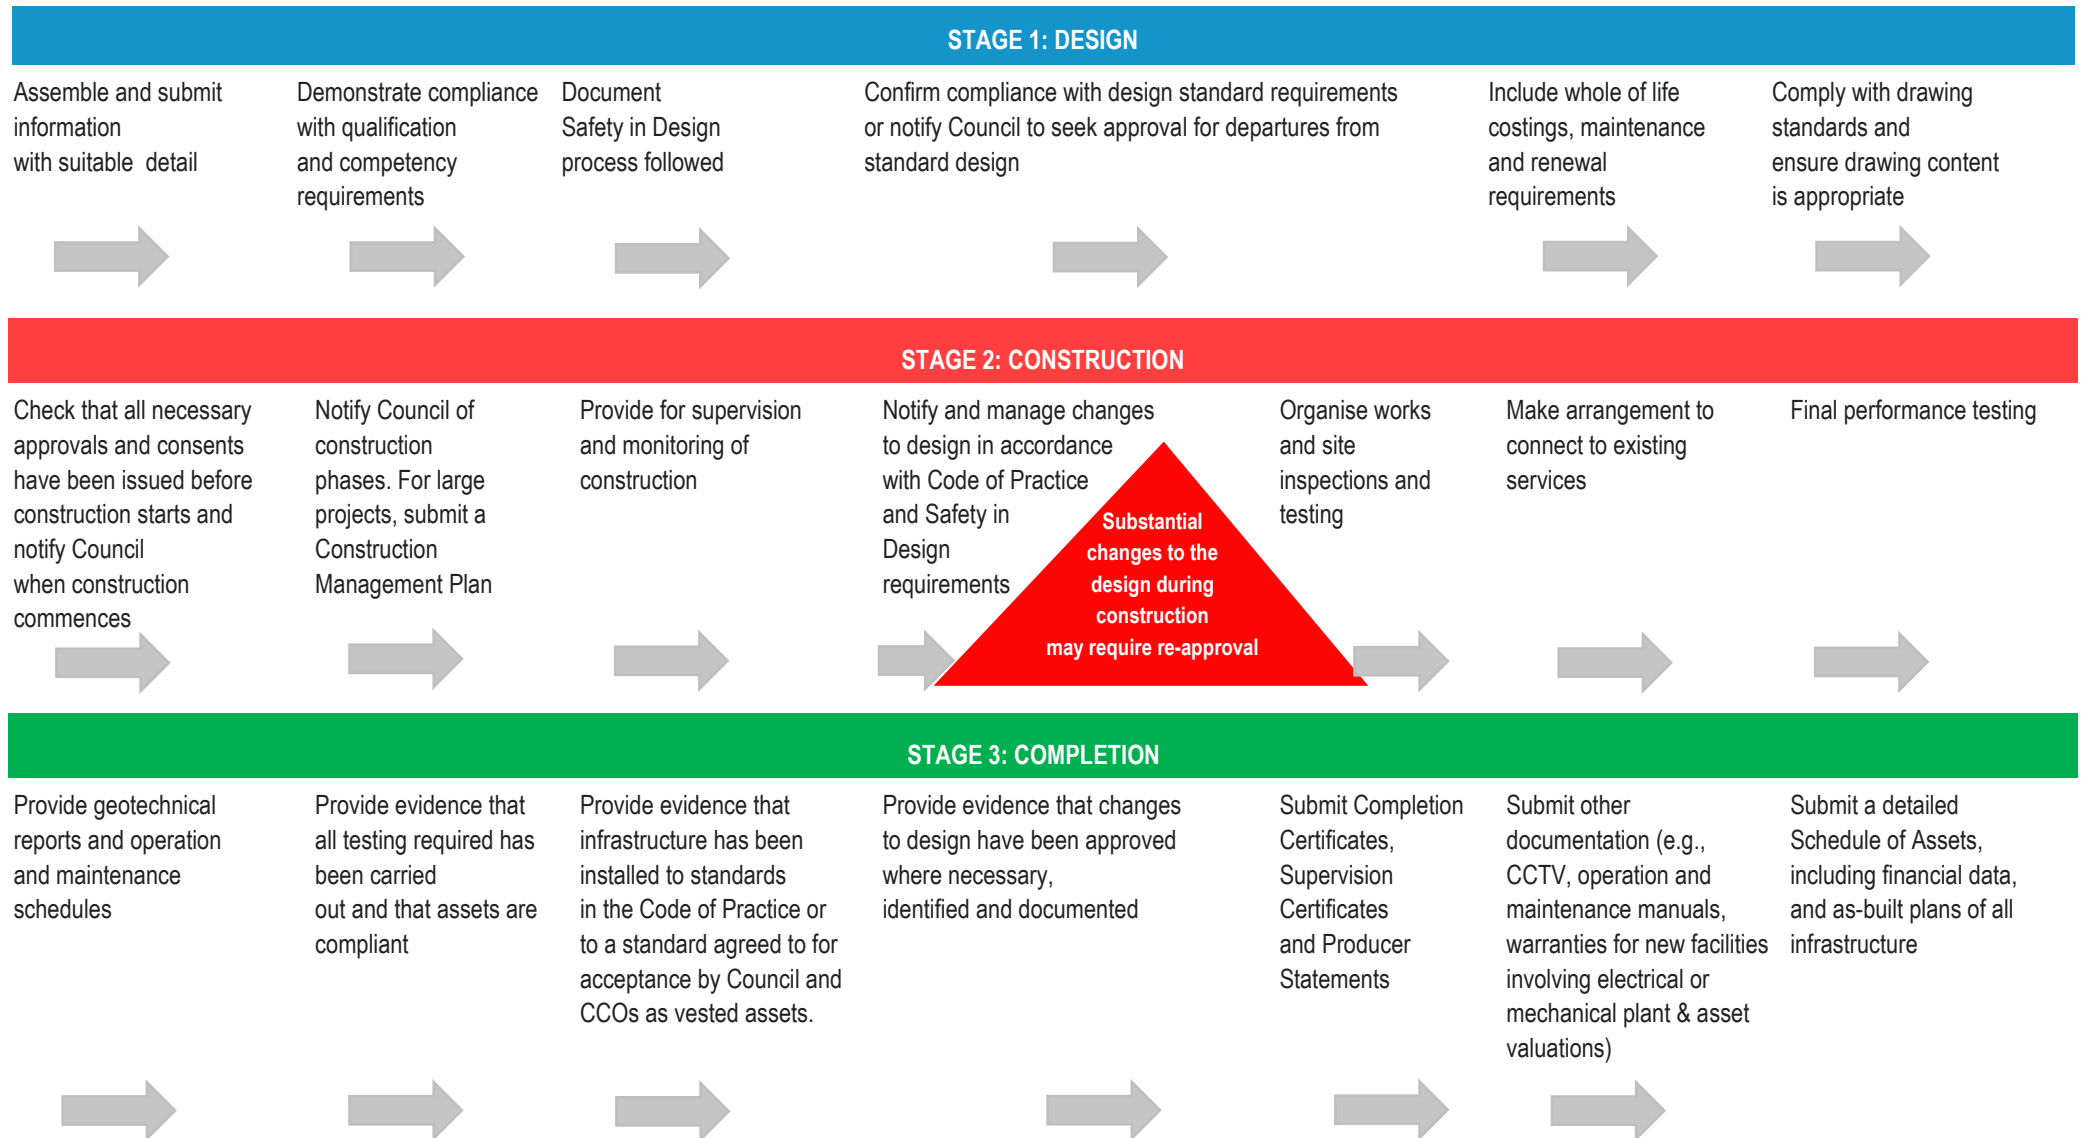 STAGE 1: DESIGN
Assemble and submit
information
with suitable detail
Demonstrate compliance
with qualification
and competency
requirements
Document
Safety in Design
process followed
Confirm compliance with design standard requirements
or notify Council to seek approval for departures from
standard design
Include whole of life
costings, maintenance
and renewal
requirements
Comply with drawing
standards and
ensure drawing content
is appropriate
STAGE 2: CONSTRUCTION
Check that all necessary
approvals and consents
have been issued before
construction starts and
notify Council
when construction
commences
Notify Council of
construction
phases. For large
projects, submit a
Construction
Management Plan
Provide for supervision
and monitoring of
construction
Notify and manage changes
to design in accordance
with Code of Practice
and Safety in
Design
requirements
Substantial
changes to the
design during
construction
may require re-approval
Organise works
and site
inspections and
testing
Make arrangement to
connect to existing
services
Final performance testing
STAGE 3: COMPLETION
Provide geotechnical
reports and operation
and maintenance
schedules
Provide evidence that
all testing required has
been carried
out and that assets are
compliant
Provide evidence that
infrastructure has been
installed to standards
in the Code of Practice or
to a standard agreed to for
acceptance by Council and
CCOs as vested assets.
Provide evidence that changes
to design have been approved
where necessary,
identified and documented
Submit Completion
Certificates,
Supervision
Certificates
and Producer
Statements
Submit other
documentation (e.g.,
CCTV, operation and
maintenance manuals,
warranties for new facilities
involving electrical or
mechanical plant & asset
valuations)
Submit a detailed
Schedule of Assets,
including financial data,
and as-built plans of all
infrastructure